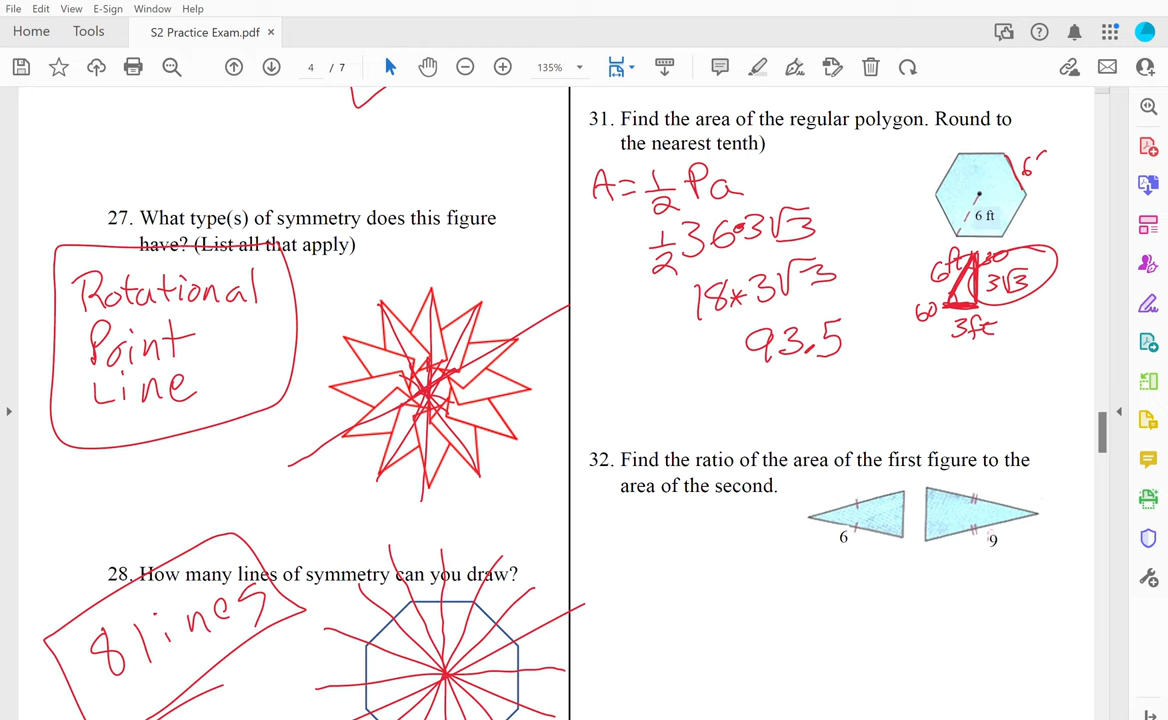 File Edit View E-Sign Window Help
Home Tools S2 Practice Exam.pdf ×
4 / 7 135%
27. What type(s) of symmetry does this figure
have? (List all that apply)
Rotational
Point
Line
28. How many lines of symmetry can you draw?
8 lines
31. Find the area of the regular polygon. Round to
the nearest tenth)
A = 1/2 Pa
1/2 36•3√3
18*3√3
93.5
6
6 ft
6ft 30
3√3
60
3ft
32. Find the ratio of the area of the first figure to the
area of the second.
6 9